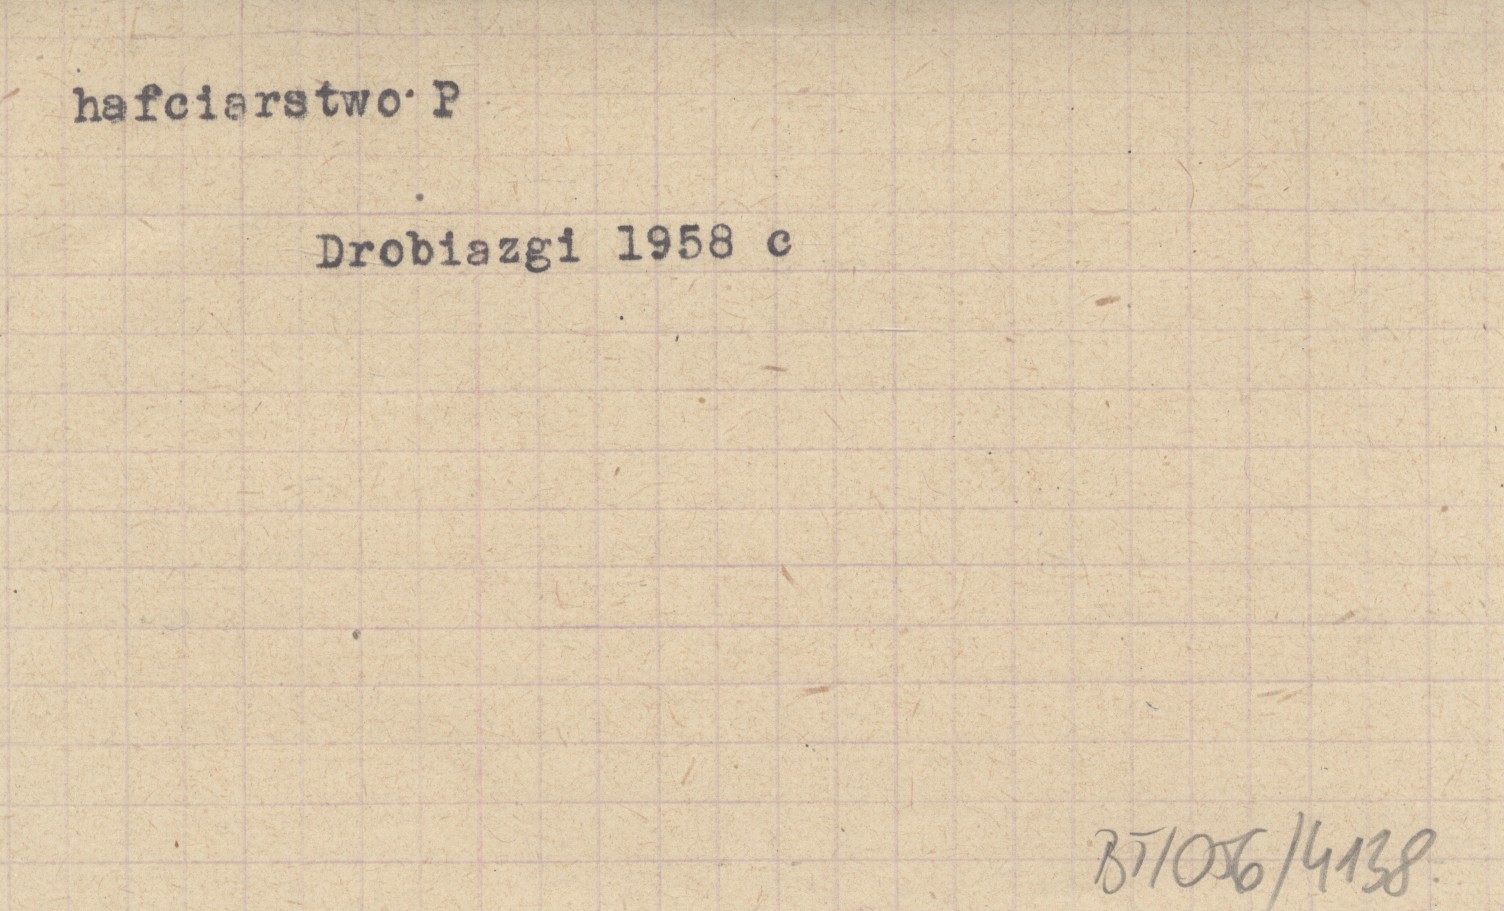 hafciarstwo P
Drobiazgi 1958 c
BT/056/4138